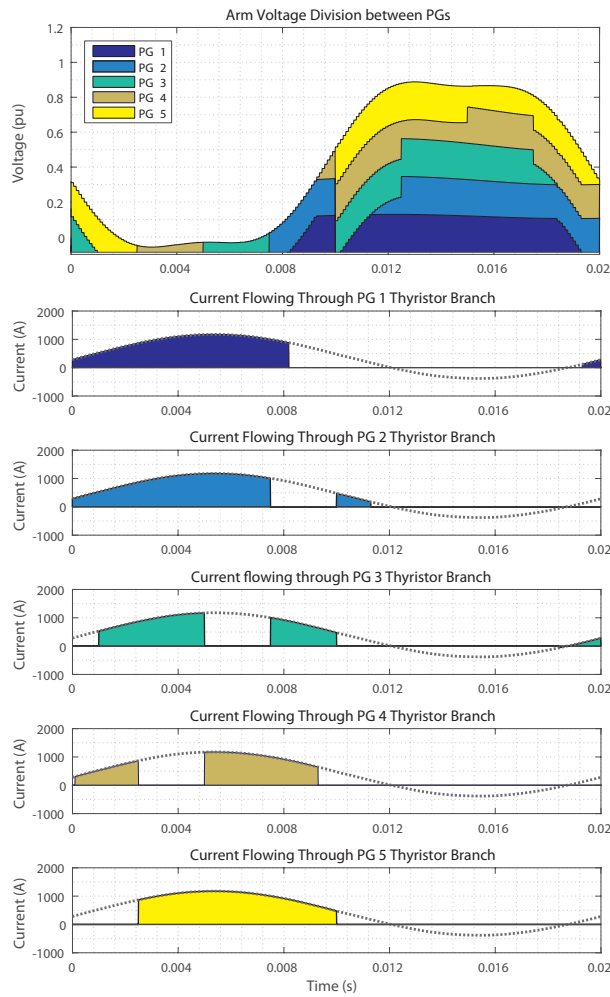 Arm Voltage Division between PGs
1.2
1
0.8
0.6
0.4
0.2
0
Voltage (pu)
PG 1
PG 2
PG 3
PG 4
PG 5
0 0.004 0.008 0.012 0.016 0.02
Current Flowing Through PG 1 Thyristor Branch
2000
1000
0
-1000
Current (A)
0 0.004 0.008 0.012 0.016 0.02
Current Flowing Through PG 2 Thyristor Branch
2000
1000
0
-1000
Current (A)
0 0.004 0.008 0.012 0.016 0.02
Current flowing through PG 3 Thyristor Branch
2000
1000
0
-1000
Current (A)
0 0.004 0.008 0.012 0.016 0.02
Current Flowing Through PG 4 Thyristor Branch
2000
1000
0
-1000
Current (A)
0 0.004 0.008 0.012 0.016 0.02
Current Flowing Through PG 5 Thyristor Branch
2000
1000
0
-1000
Current (A)
0 0.004 0.008 0.012 0.016 0.02
Time (s)